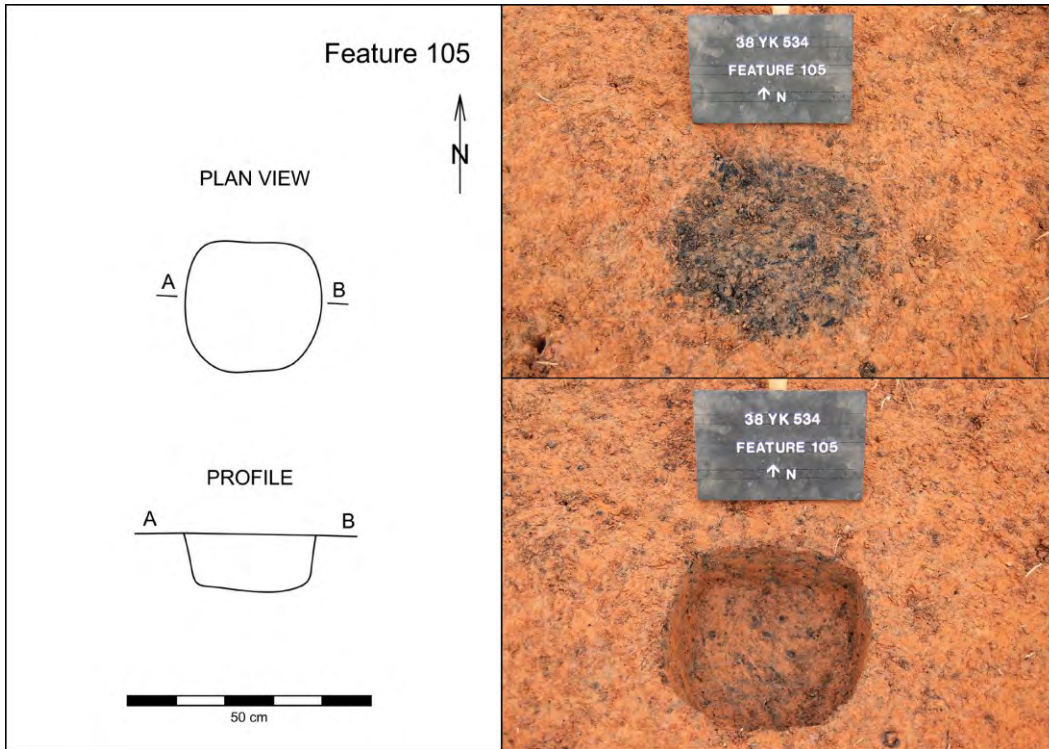 Feature 105
N
PLAN VIEW
A
B
PROFILE
A
B
50 cm
38 YK 534
FEATURE 105
↑ N
38 YK 534
FEATURE 105
↑ N